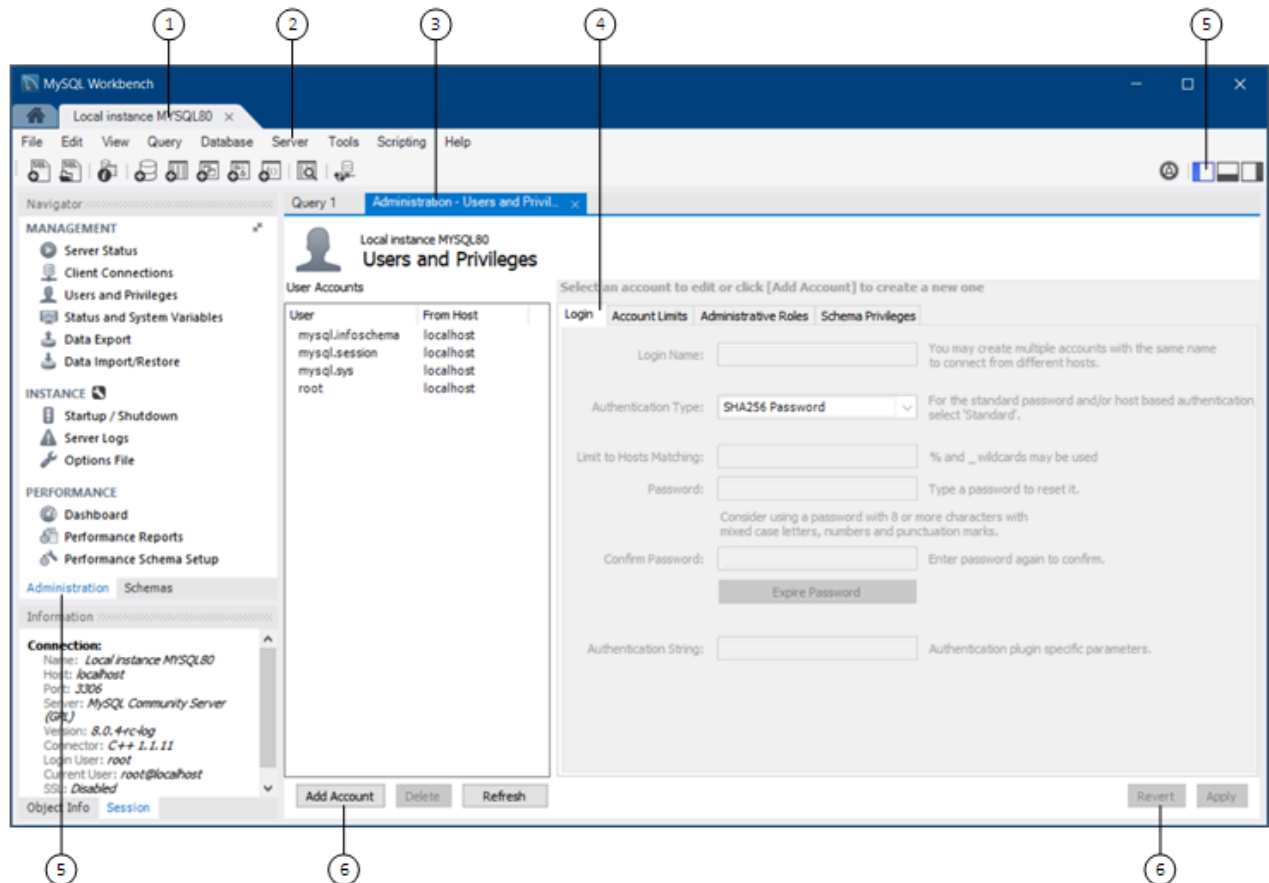 1 2 3 4 5
MySQL Workbench
Local instance MYSQL80
File Edit View Query Database Server Tools Scripting Help
Navigator
MANAGEMENT
Server Status
Client Connections
Users and Privileges
Status and System Variables
Data Export
Data Import/Restore
INSTANCE
Startup / Shutdown
Server Logs
Options File
PERFORMANCE
Dashboard
Performance Reports
Performance Schema Setup
Administration Schemas
Information
Connection:
Name: Local instance MYSQL80
Host: localhost
Port: 3306
Server: MySQL Community Server
(GPL)
Version: 8.0.4-rc-log
Connector: C++ 1.1.11
Login User: root
Current User: root@localhost
SSL: Disabled
Object Info Session
Query 1 Administration - Users and Privil..
Local instance MYSQL80
Users and Privileges
User Accounts
User From Host
mysql.infoschema localhost
mysql.session localhost
mysql.sys localhost
root localhost
Add Account Delete Refresh
Select an account to edit or click [Add Account] to create a new one
Login Account Limits Administrative Roles Schema Privileges
Login Name: You may create multiple accounts with the same name
to connect from different hosts.
Authentication Type: SHA256 Password For the standard password and/or host based authentication
select 'Standard'.
Limit to Hosts Matching: % and _ wildcards may be used
Password: Type a password to reset it.
Consider using a password with 8 or more characters with
mixed case letters, numbers and punctuation marks.
Confirm Password: Enter password again to confirm.
Expire Password
Authentication String: Authentication plugin specific parameters.
Revert Apply
5 6 6